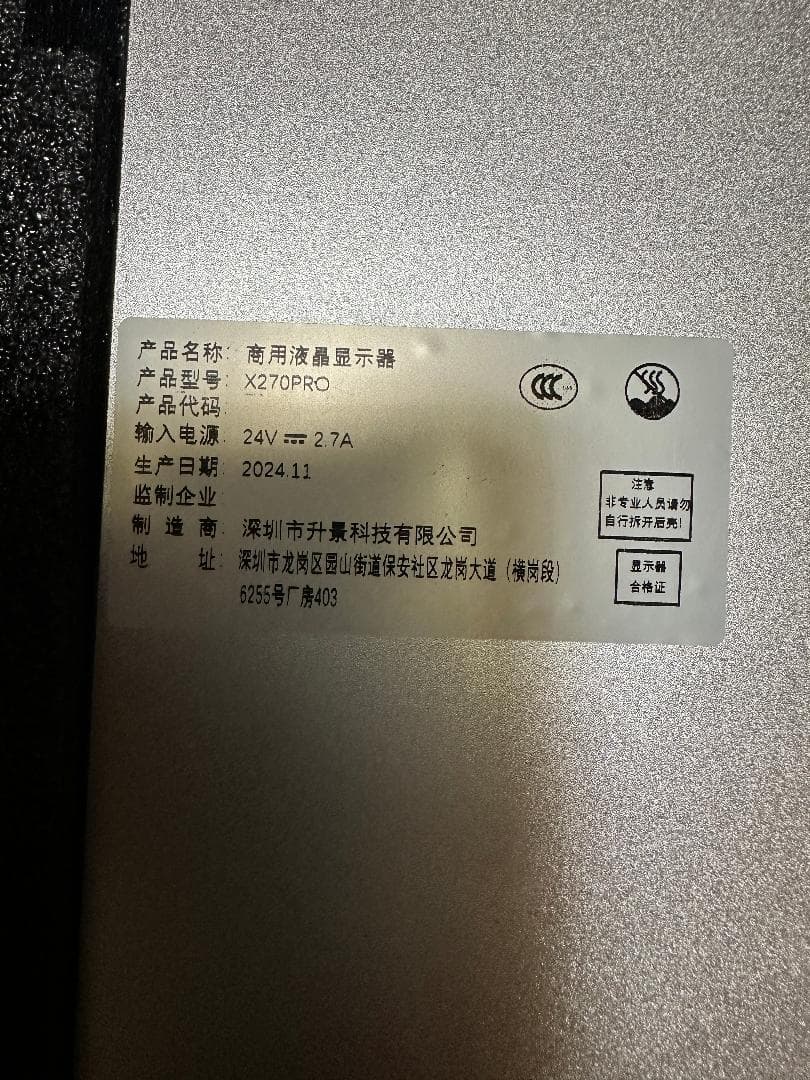 产品名称: 商用液晶显示器
产品型号: X270PRO
产品代码:
输入电源: 24V ⎓ 2.7A
生产日期: 2024.11
监制企业
制造商: 深圳市升景科技有限公司
地址: 深圳市龙岗区园山街道保安社区龙岗大道（横岗段）
6255号厂房403
CCC
注意
非专业人员请勿
自行拆开后壳!
显示器
合格证